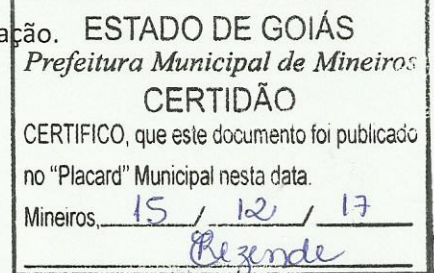 ação.
ESTADO DE GOIÁS
Prefeitura Municipal de Mineiros
CERTIDÃO
CERTIFICO, que este documento foi publicado
no “Placard” Municipal nesta data.
Mineiros, 15 / 12 / 17
Rezende